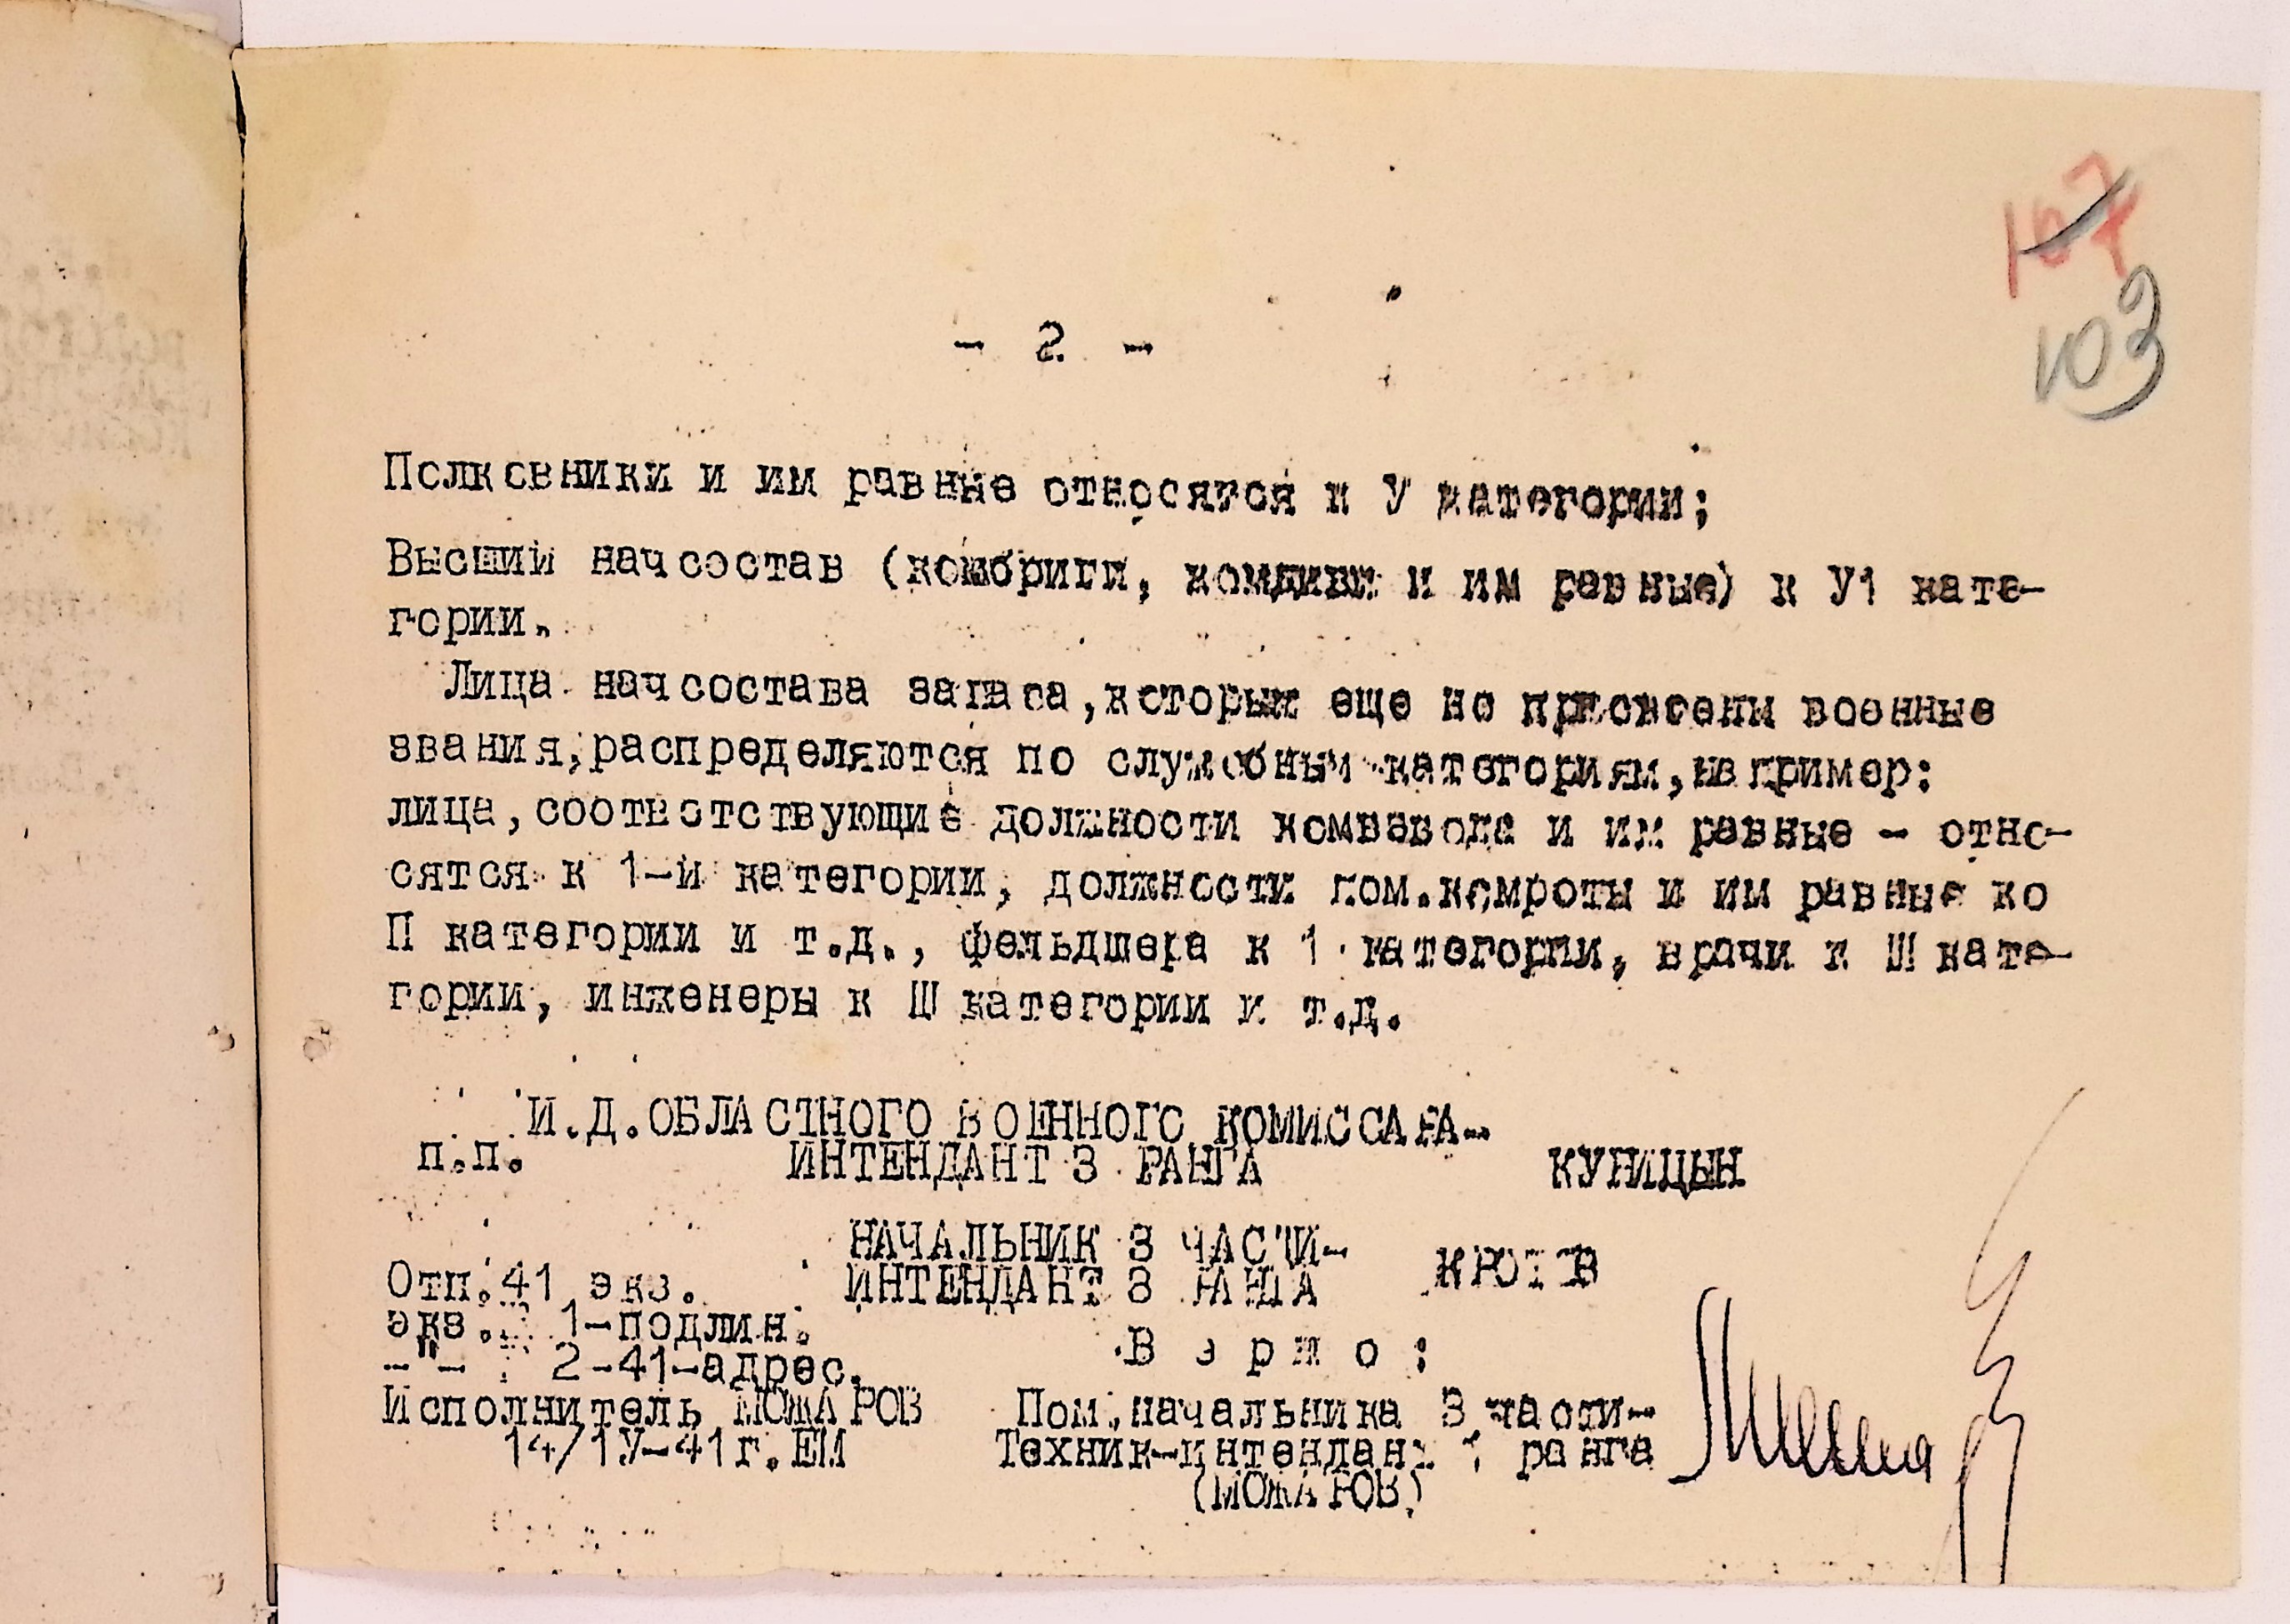 107
103
- 2 -
Полковники и им равные относятся к У категории;
Высший начсостав (комбриги, комдивы и им равные) к У1 кате-
гории.
Лица начсостава запаса, которым еще не присвоены военные
звания, распределяются по служебным категориям, например:
лица, соответствующие должности комвзвода и им равные - отно-
сятся к 1-й категории, должности пом.комроты и им равные ко
П категории и т.д., фельдшера к 1 категории, врачи к Ш кате-
гории, инженеры к Ш категории и т.д.
И.Д.ОБЛАСТНОГО ВОЕННОГО КОМИССАРА-
п.п. ИНТЕНДАНТ 3 РАНГА КУНИЦЫН
НАЧАЛЬНИК 3 ЧАСТИ-
ИНТЕНДАНТ 3 РАНГА
Отп. 41 экз.
экз. 1-подлин.
-"- 2-41-адрес.
Исполнитель МОЖАРОВ
14/1У-41г. ЕМ
В е р н о :
Пом.начальника 3 части-
Техник-интендант 1 ранга
(МОЖАРОВ)